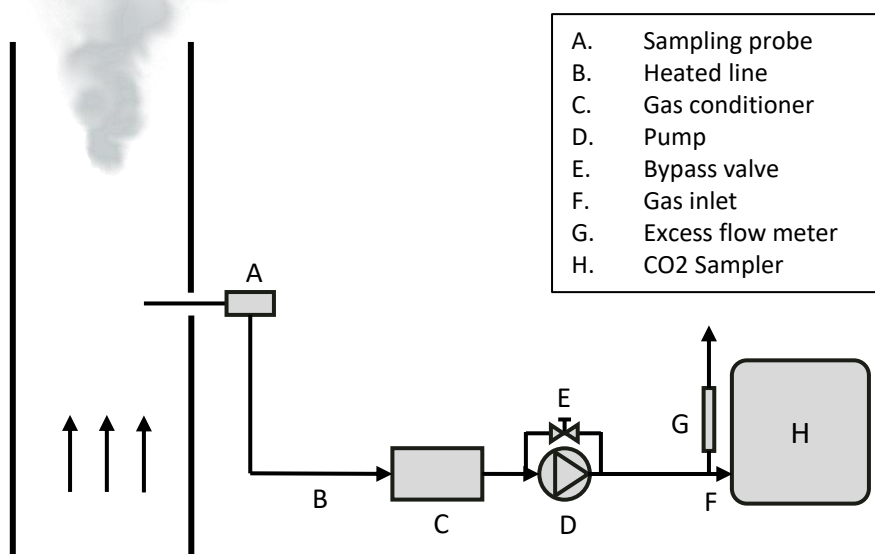 A. Sampling probe
B. Heated line
C. Gas conditioner
D. Pump
E. Bypass valve
F. Gas inlet
G. Excess flow meter
H. CO2 Sampler
A
E
G
H
B
F
C
D